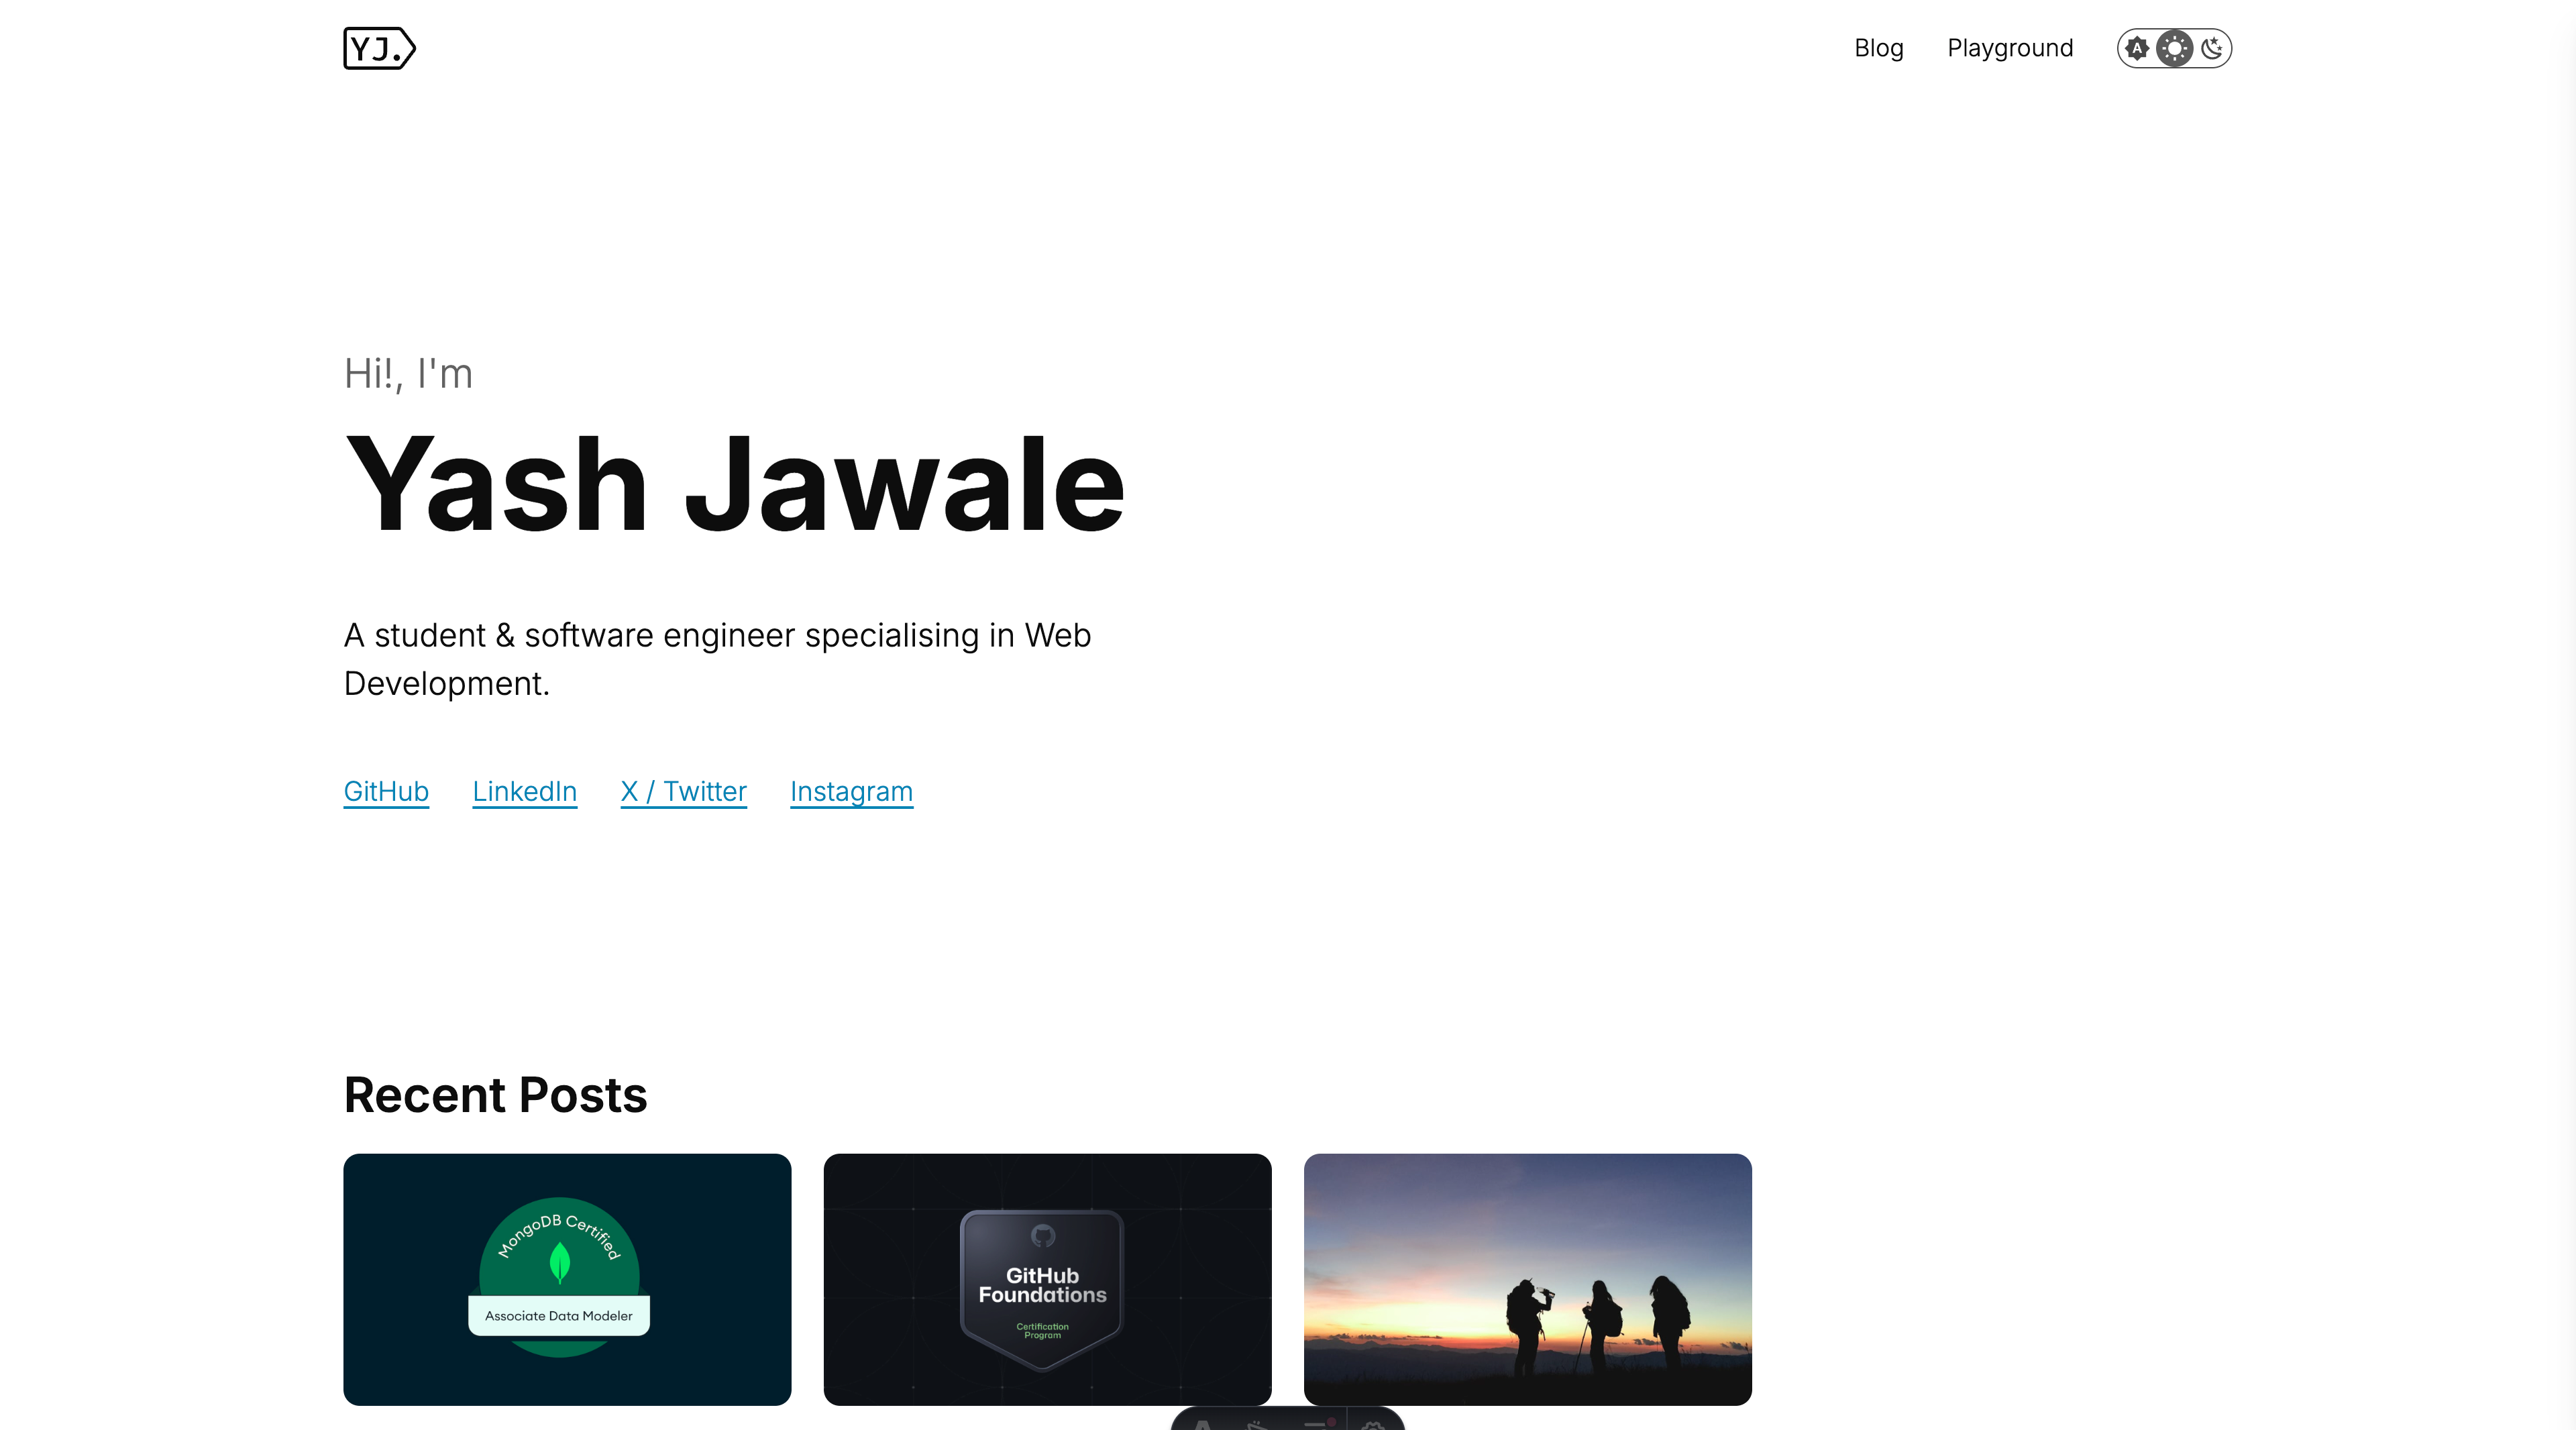 YJ.
Blog
Playground
A
Hi!, I'm
Yash Jawale
A student & software engineer specialising in Web
Development.
GitHub
LinkedIn
X / Twitter
Instagram
Recent Posts
MongoDB Certified
Associate Data Modeler
GitHub
Foundations
Certification
Program